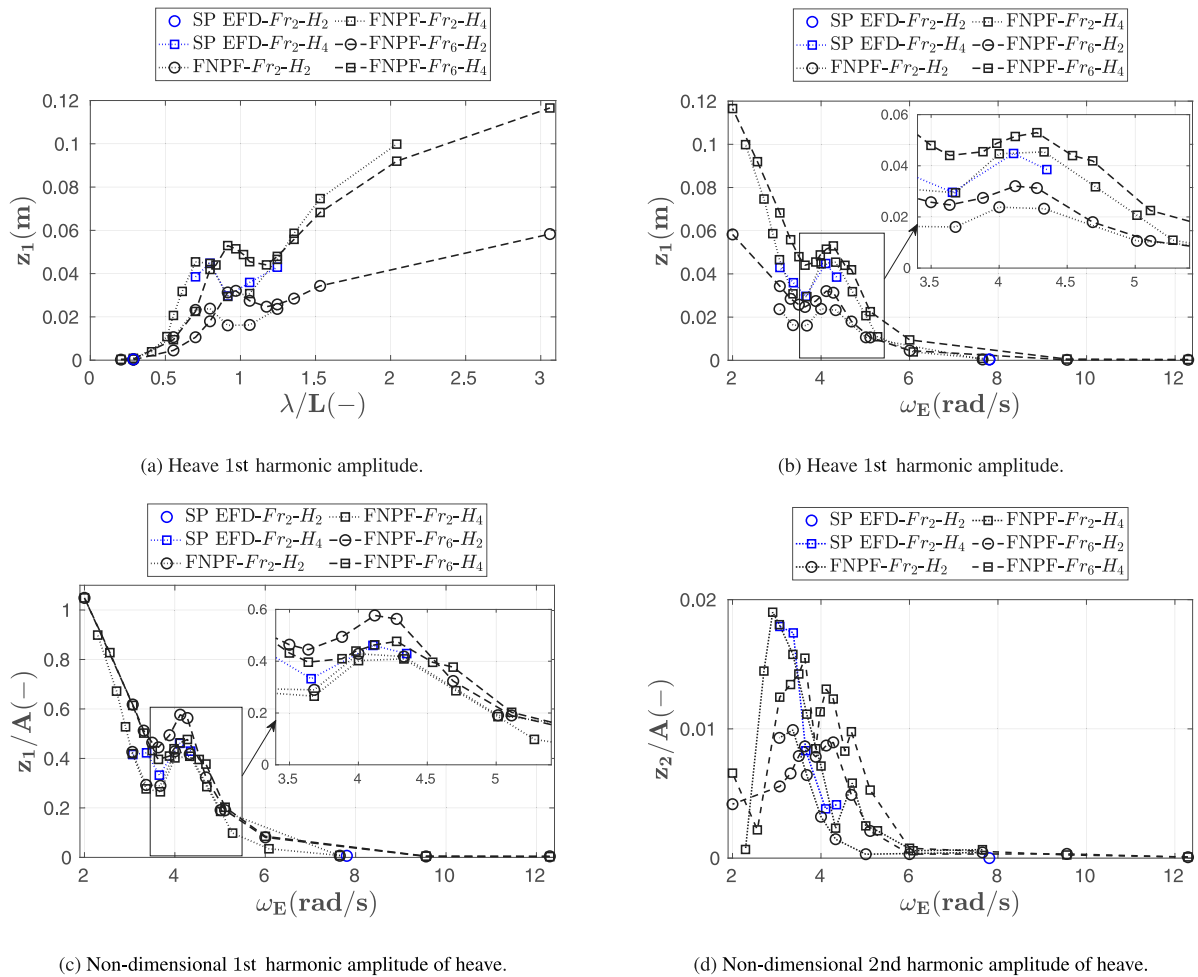 SP EFD-Fr₂-H₂ FNPF-Fr₂-H₄
SP EFD-Fr₂-H₄ FNPF-Fr₆-H₂
FNPF-Fr₂-H₂ FNPF-Fr₆-H₄
0.12
0.1
0.08
0.06
0.04
0.02
0
z₁(m)
0 0.5 1 1.5 2 2.5 3
λ/L(−)
(a) Heave 1st harmonic amplitude.
SP EFD-Fr₂-H₂ FNPF-Fr₂-H₄
SP EFD-Fr₂-H₄ FNPF-Fr₆-H₂
FNPF-Fr₂-H₂ FNPF-Fr₆-H₄
0.12
0.1
0.08
0.06
0.04
0.02
0
z₁(m)
0.06
0.04
0.02
0
3.5 4 4.5 5
2 4 6 8 10 12
ω_E(rad/s)
(b) Heave 1st harmonic amplitude.
SP EFD-Fr₂-H₂ FNPF-Fr₂-H₄
SP EFD-Fr₂-H₄ FNPF-Fr₆-H₂
FNPF-Fr₂-H₂ FNPF-Fr₆-H₄
1
0.8
0.6
0.4
0.2
0
z₁/A(−)
0.6
0.4
0.2
0
3.5 4 4.5 5
2 4 6 8 10 12
ω_E(rad/s)
(c) Non-dimensional 1st harmonic amplitude of heave.
SP EFD-Fr₂-H₂ FNPF-Fr₂-H₄
SP EFD-Fr₂-H₄ FNPF-Fr₆-H₂
FNPF-Fr₂-H₂ FNPF-Fr₆-H₄
0.02
0.01
0
z₂/A(−)
2 4 6 8 10 12
ω_E(rad/s)
(d) Non-dimensional 2nd harmonic amplitude of heave.